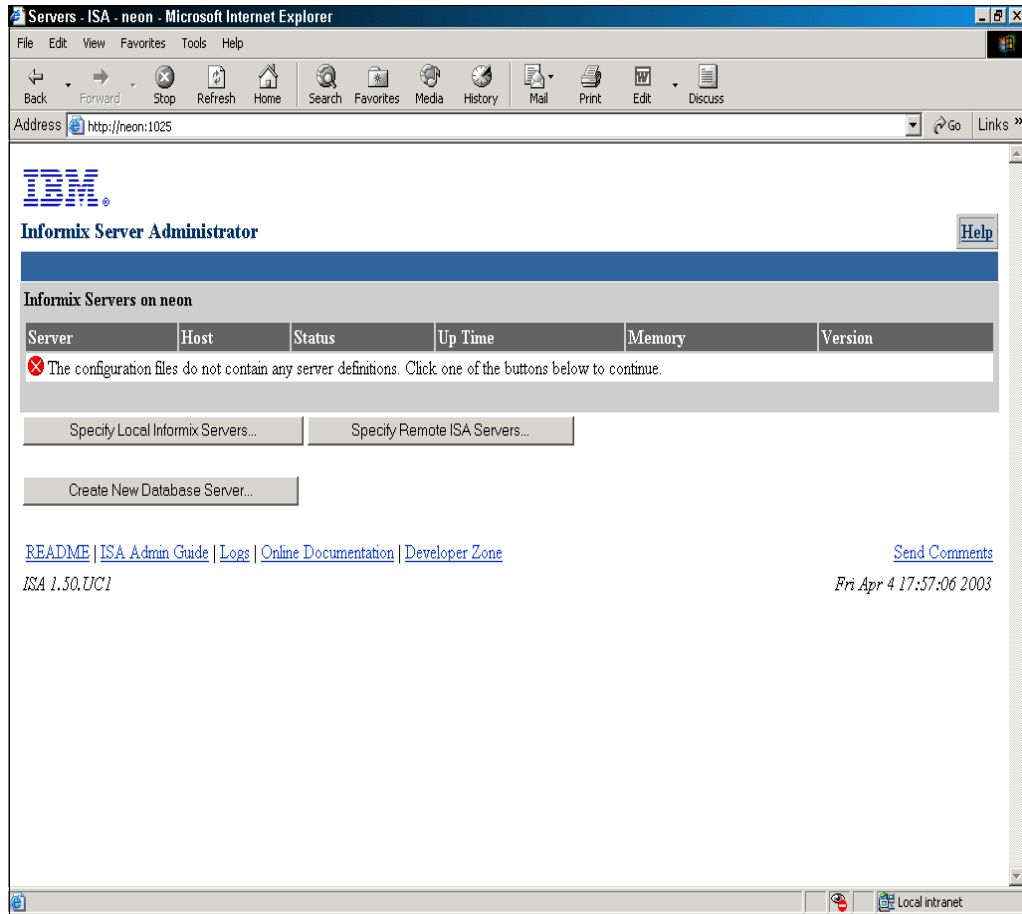 Servers - ISA - neon - Microsoft Internet Explorer
File Edit View Favorites Tools Help
Back Forward Stop Refresh Home Search Favorites Media History Mail Print Edit Discuss
Address http://neon:1025 Go Links »
IBM®
Informix Server Administrator
Help
Informix Servers on neon
Server Host Status Up Time Memory Version
The configuration files do not contain any server definitions. Click one of the buttons below to continue.
Specify Local Informix Servers... Specify Remote ISA Servers...
Create New Database Server...
README | ISA Admin Guide | Logs | Online Documentation | Developer Zone Send Comments
ISA 1.50.UC1 Fri Apr 4 17:57:06 2003
Local intranet